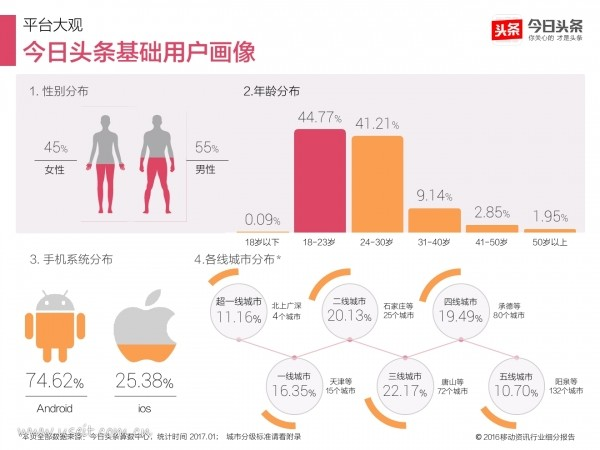 平台大观
今日头条基础用户画像
头条 今日头条
你关心的 才是头条
1. 性别分布
45%
女性
55%
男性
2.年龄分布
0.09%
44.77%
41.21%
9.14%
2.85%
1.95%
18岁以下
18-23岁
24-30岁
31-40岁
41-50岁
50岁以上
3. 手机系统分布
74.62%
Android
25.38%
ios
4.各线城市分布*
超一线城市
11.16%
北上广深
4个城市
二线城市
20.13%
石家庄等
25个城市
四线城市
19.49%
承德等
80个城市
一线城市
16.35%
天津等
15个城市
三线城市
22.17%
唐山等
72个城市
五线城市
10.70%
阳泉等
132个城市
*本页全部数据来源：今日头条算数中心，统计时间 2017.01； 城市分级标准请看附录
© 2016移动资讯行业细分报告